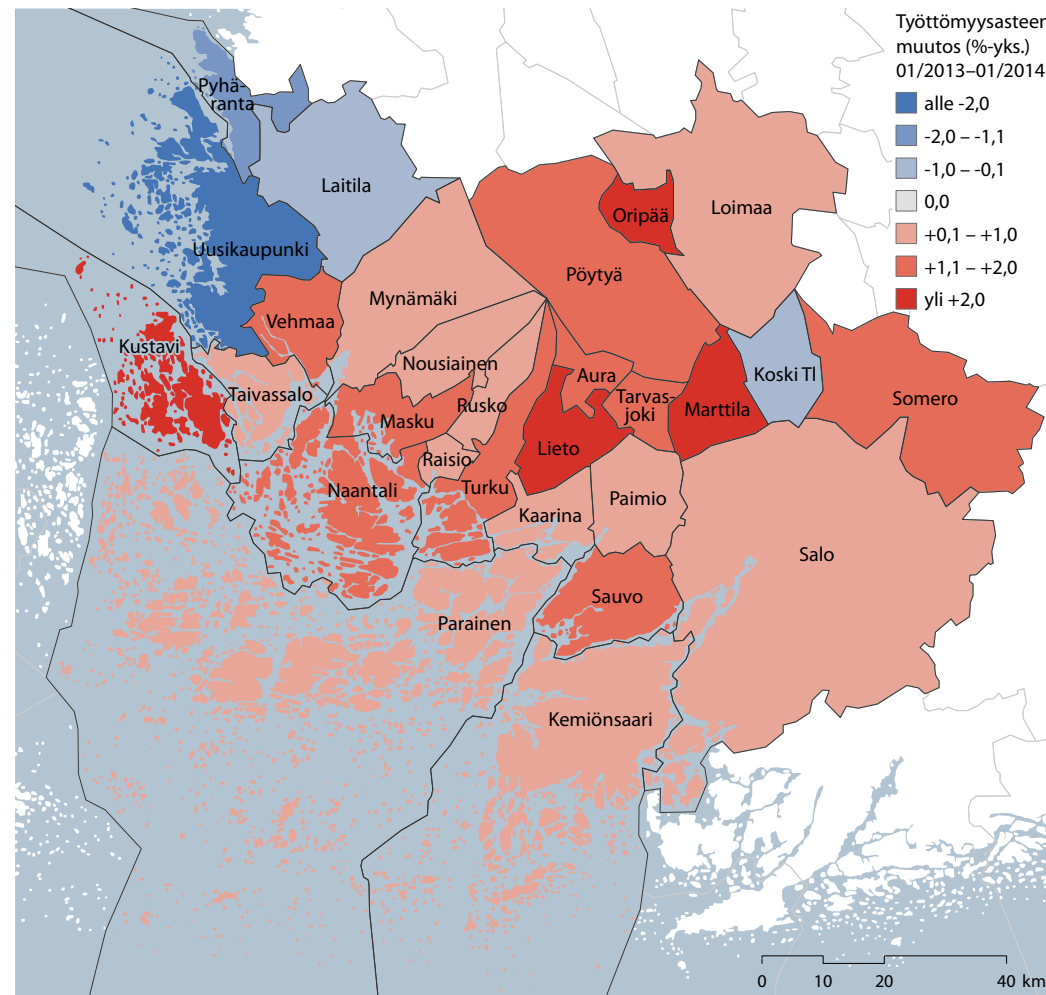 Työttömyysasteen
muutos (%-yks.)
01/2013–01/2014
alle -2,0
-2,0 – -1,1
-1,0 – -0,1
0,0
+0,1 – +1,0
+1,1 – +2,0
yli +2,0
Pyhä-
ranta
Laitila
Oripää
Loimaa
Uusikaupunki
Pöytyä
Mynämäki
Vehmaa
Kustavi
Nousiainen
Aura
Koski Tl
Taivassalo
Tarvas-
joki
Somero
Rusko
Marttila
Masku
Lieto
Raisio
Naantali
Turku
Paimio
Kaarina
Salo
Sauvo
Parainen
Kemiönsaari
0 10 20 40 km